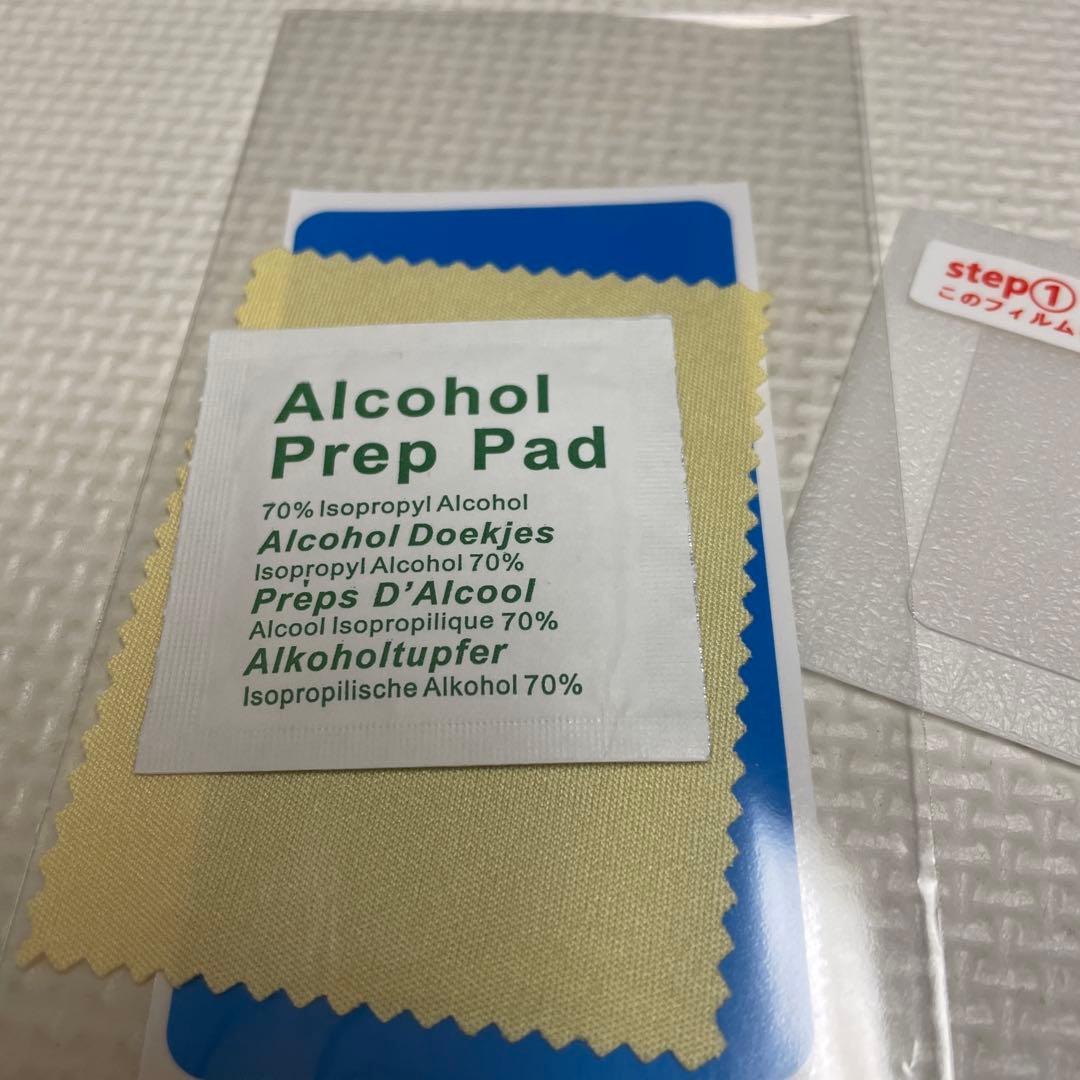 Alcohol
Prep Pad
70% Isopropyl Alcohol
Alcohol Doekjes
Isopropyl Alcohol 70%
Prèps D'Alcool
Alcool Isopropilique 70%
Alkoholtupfer
Isopropilische Alkohol 70%
step①
このフィルム